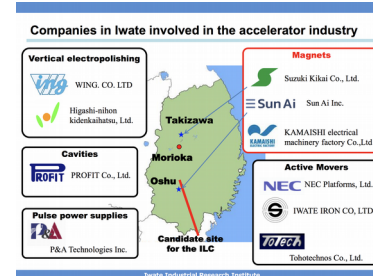 Companies in Iwate involved in the accelerator industry
Vertical electropolishing
ing
WING. CO. LTD
Higashi-nihon
kidenkaihatsu, Ltd.
Cavities
PROFIT
PROFIT Co., Ltd.
Pulse power supplies
P&A
P&A Technologies Inc.
Takizawa
Morioka
Oshu
Candidate site
for the ILC
Magnets
Suzuki Kikai Co., Ltd.
Sun Ai
Sun Ai Inc.
KAMAISHI
KAMAISHI electrical
machinery factory Co.,Ltd
Active Movers
NEC
NEC Platforms, Ltd.
IWATE IRON CO, LTD
ToTech
Tohotechnos Co., Ltd.
Iwate Industrial Research Institute